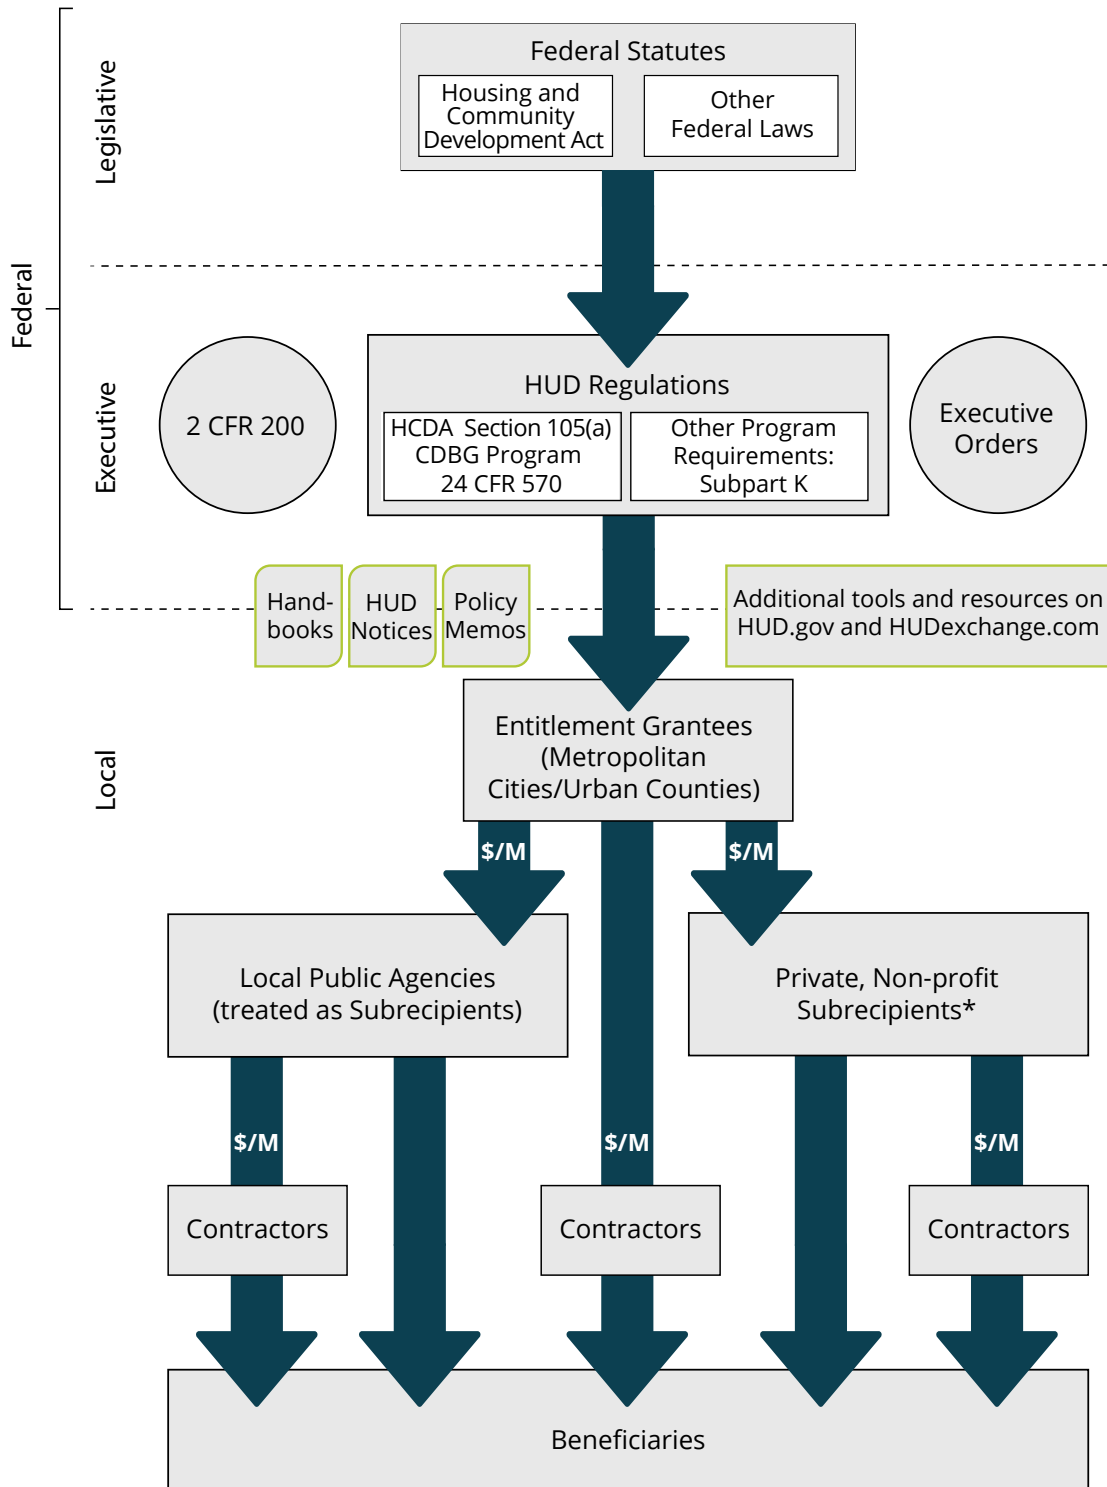 Federal
Legislative
Federal Statutes
Housing and
Community
Development Act
Other
Federal Laws
Executive
2 CFR 200
HUD Regulations
HCDA Section 105(a)
CDBG Program
24 CFR 570
Other Program
Requirements:
Subpart K
Executive
Orders
Hand-
books
HUD
Notices
Policy
Memos
Additional tools and resources on
HUD.gov and HUDexchange.com
Local
Entitlement Grantees
(Metropolitan
Cities/Urban Counties)
$/M
$/M
Local Public Agencies
(treated as Subrecipients)
Private, Non-profit
Subrecipients*
$/M
$/M
$/M
Contractors
Contractors
Contractors
Beneficiaries